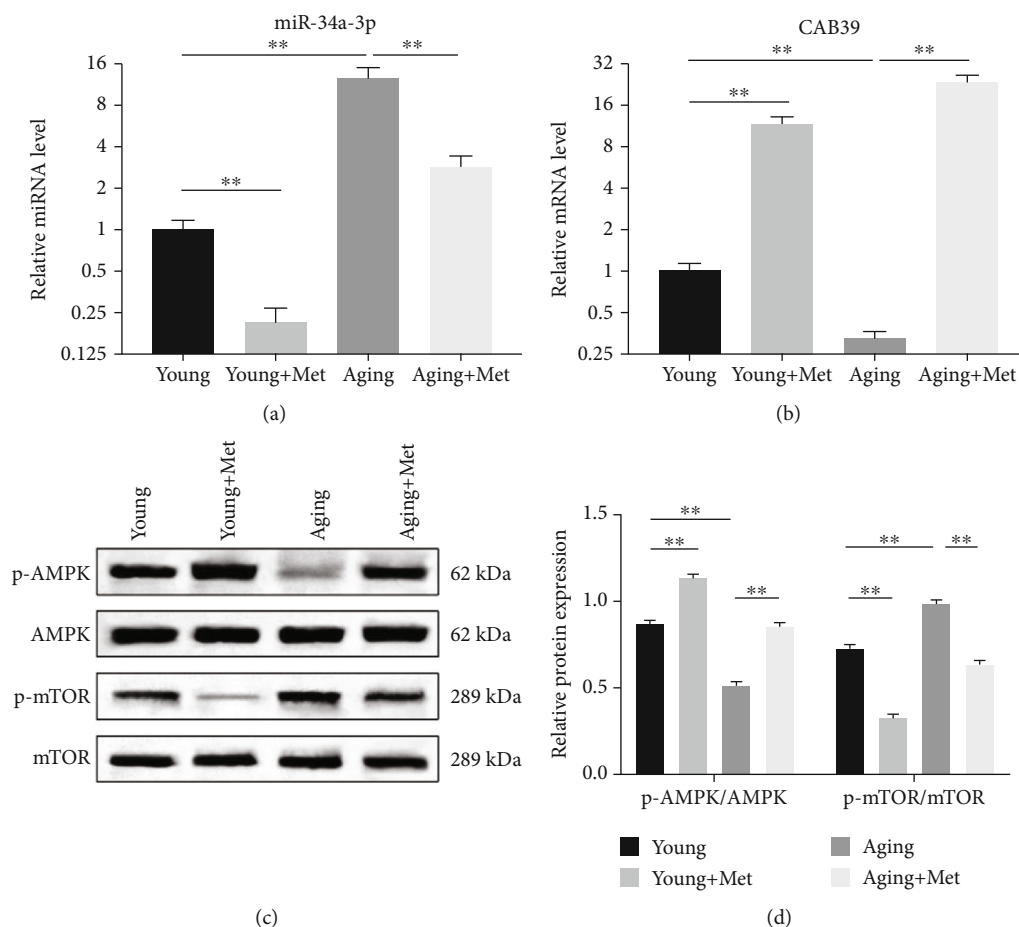 miR-34a-3p
**
**
**
Relative miRNA level
16
8
4
2
1
0.5
0.25
0.125
Young
Young+Met
Aging
Aging+Met
(a)
CAB39
**
**
**
Relative mRNA level
32
16
8
4
2
1
0.5
0.25
Young
Young+Met
Aging
Aging+Met
(b)
Young
Young+Met
Aging
Aging+Met
p-AMPK 62 kDa
AMPK 62 kDa
p-mTOR 289 kDa
mTOR 289 kDa
(c)
Relative protein expression
1.5
1.0
0.5
0.0
**
**
**
**
**
**
p-AMPK/AMPK
p-mTOR/mTOR
Young
Young+Met
Aging
Aging+Met
(d)